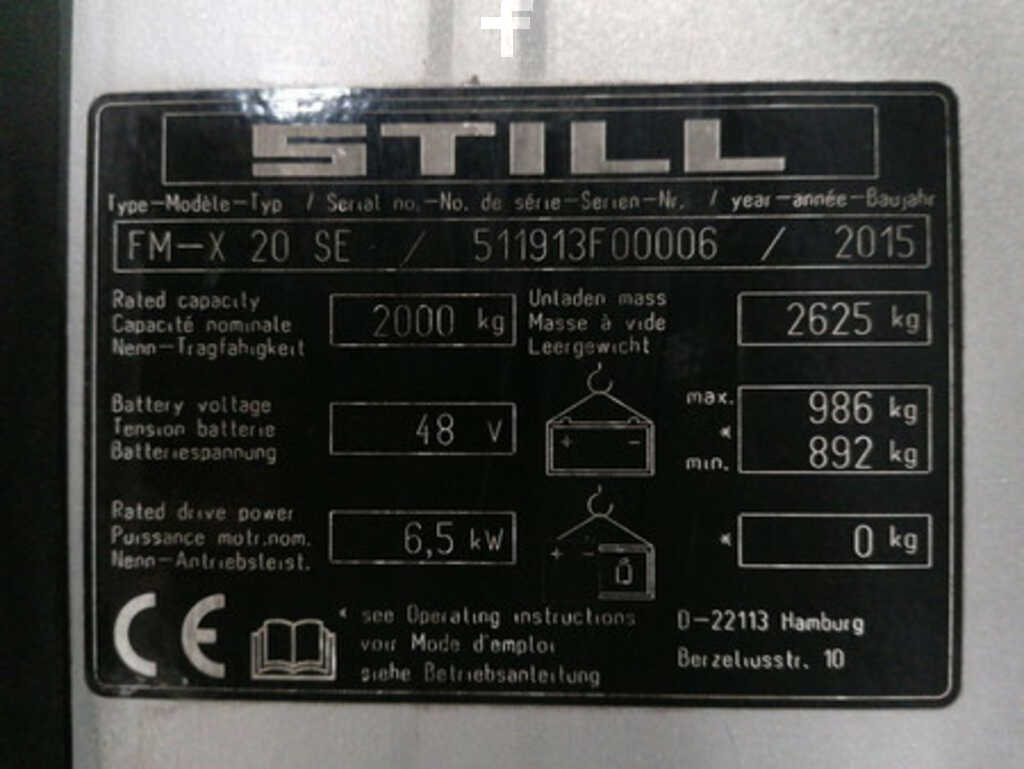 STILL
Type-Modèle-Typ / Serial no.-No. de série-Serien-Nr. / year-année-Baujahr
FM-X 20 SE / 511913F00006 / 2015
Rated capacity
Capacité nominale
Nenn-Tragfähigkeit
2000 kg
Unladen mass
Masse à vide
Leergewicht
2625 kg
Battery voltage
Tension batterie
Batteriespannung
48 V
+ -
max. 986 kg
*
min. 892 kg
Rated drive power
Puissance motr.nom.
Nenn-Antriebsleist.
6,5 kW
+ -
* 0 kg
CE
* see Operating instructions
voir Mode d'emploi
siehe Betriebsanleitung
D-22113 Hamburg
Berzeliusstr. 10